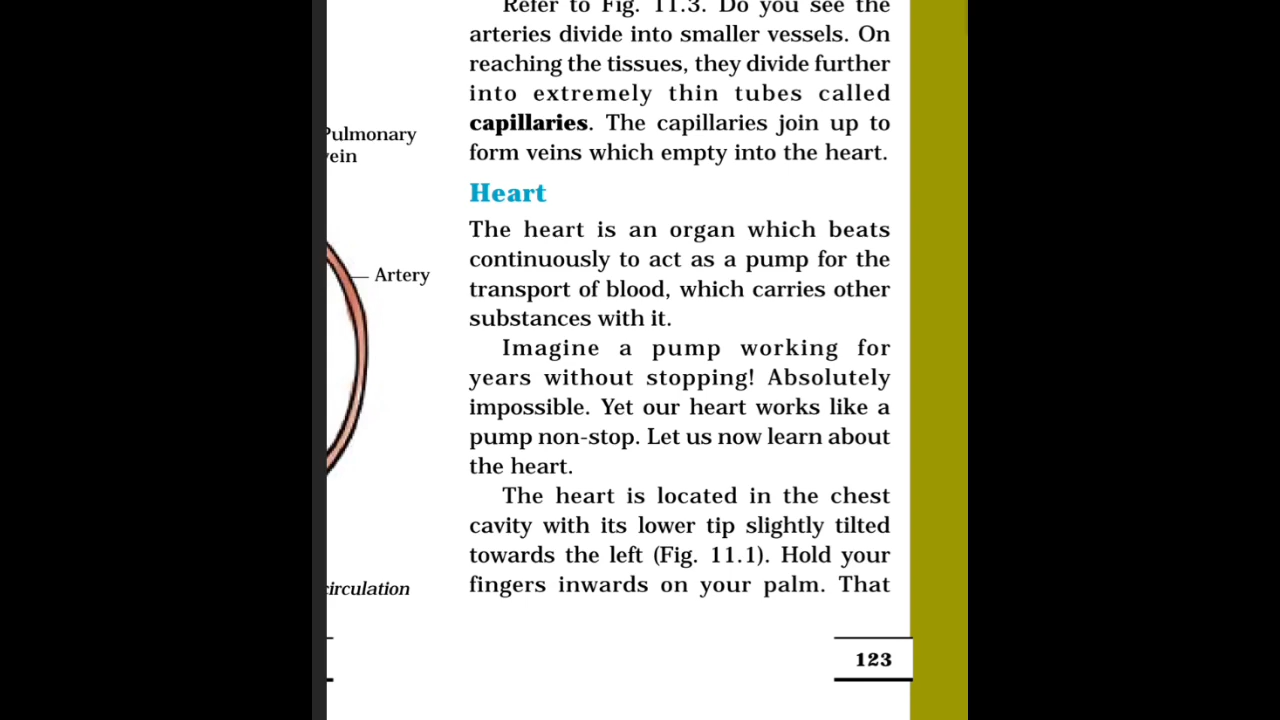 Refer to Fig. 11.3. Do you see the
arteries divide into smaller vessels. On
reaching the tissues, they divide further
into extremely thin tubes called
capillaries. The capillaries join up to
form veins which empty into the heart.
Pulmonary
vein
Artery
circulation
Heart
The heart is an organ which beats
continuously to act as a pump for the
transport of blood, which carries other
substances with it.
Imagine a pump working for
years without stopping! Absolutely
impossible. Yet our heart works like a
pump non-stop. Let us now learn about
the heart.
The heart is located in the chest
cavity with its lower tip slightly tilted
towards the left (Fig. 11.1). Hold your
fingers inwards on your palm. That
123